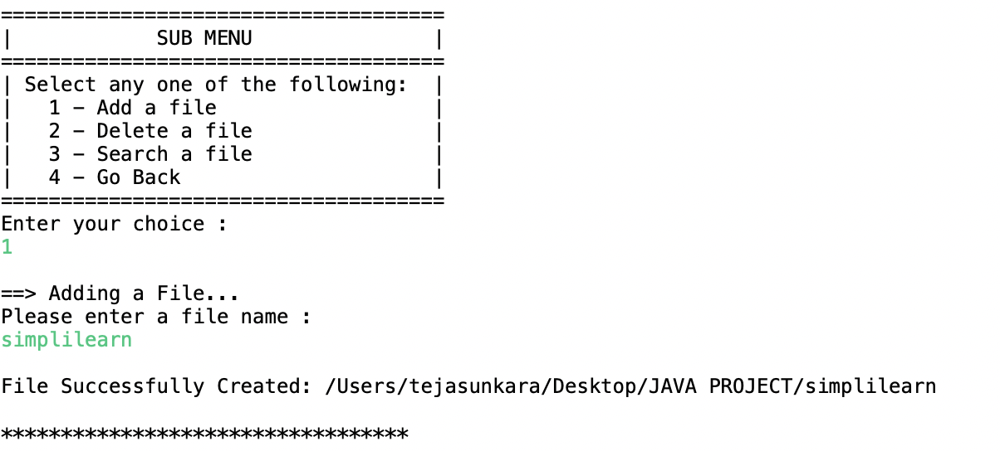 =====================================
|            SUB MENU               |
=====================================
| Select any one of the following:  |
|   1 – Add a file                  |
|   2 – Delete a file               |
|   3 – Search a file               |
|   4 – Go Back                     |
=====================================
Enter your choice :
1
==> Adding a File...
Please enter a file name :
simplilearn
File Successfully Created: /Users/tejasunkara/Desktop/JAVA PROJECT/simplilearn
**********************************